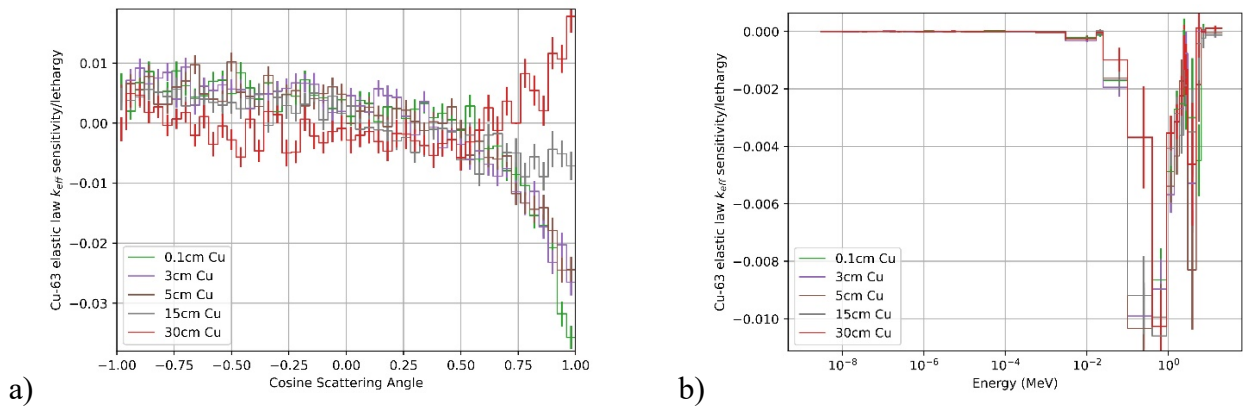 0.01
0.00
−0.01
−0.02
−0.03
Cu-63 elastic law keff sensitivity/lethargy
0.1cm Cu
3cm Cu
5cm Cu
15cm Cu
30cm Cu
−1.00 −0.75 −0.50 −0.25 0.00 0.25 0.50 0.75 1.00
Cosine Scattering Angle
a)
0.000
−0.002
−0.004
−0.006
−0.008
−0.010
Cu-63 elastic law keff sensitivity/lethargy
0.1cm Cu
3cm Cu
5cm Cu
15cm Cu
30cm Cu
10⁻⁸ 10⁻⁶ 10⁻⁴ 10⁻² 10⁰
Energy (MeV)
b)